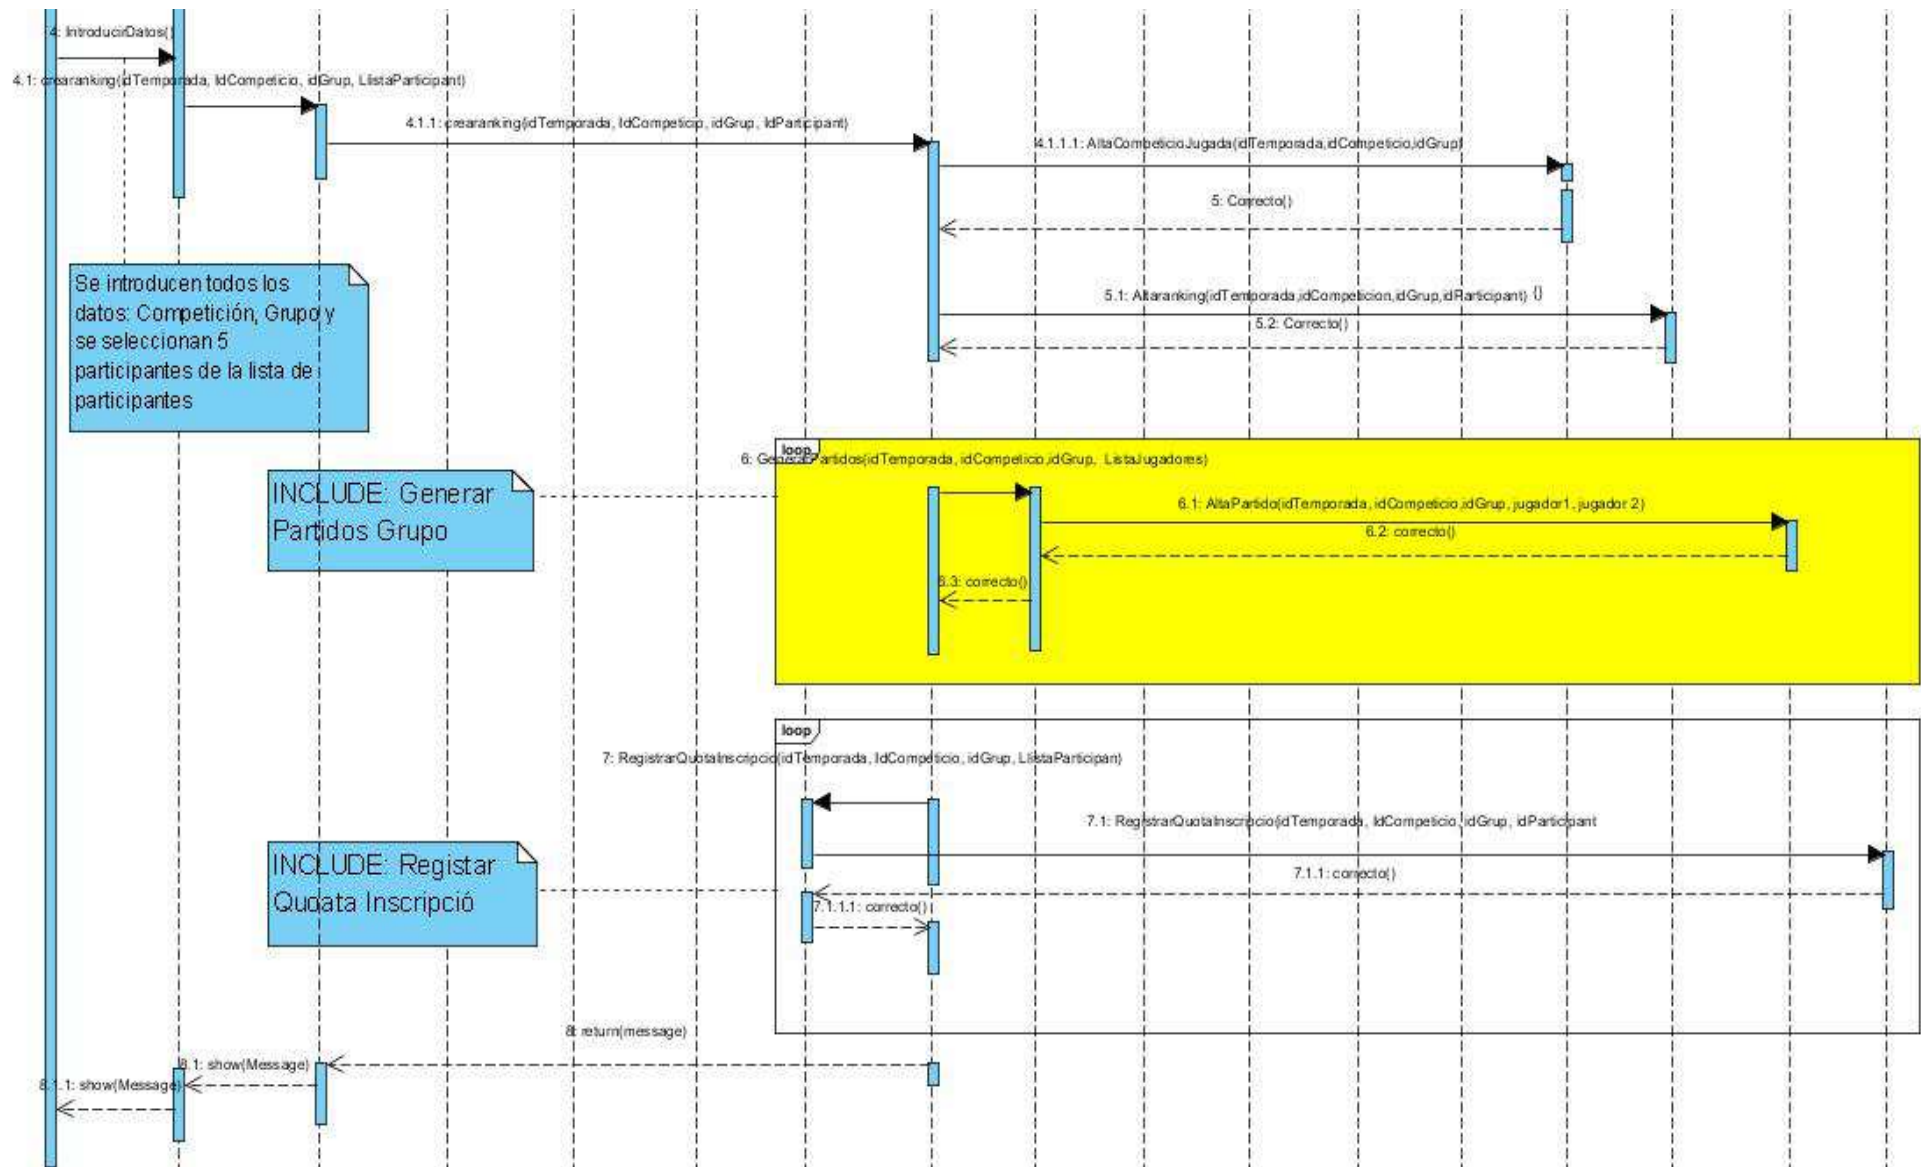 4: IntroducirDatos()
4.1: crearanking(idTemporada, IdCompeticio, idGrup, LlistaParticipant)
4.1.1: crearanking(idTemporada, IdCompeticio, idGrup, IdParticipant)
4.1.1.1: AltaCompeticioJugada(idTemporada,idCompeticio,idGrup)
5: Correcto()
Se introducen todos los
datos: Competición, Grupo y
se seleccionan 5
participantes de la lista de
participantes
5.1: Altaranking(idTemporada,idCompeticion,idGrup,idParticipant) {}
5.2: Correcto()
loop
6: GenerarPartidos(idTemporada, idCompeticio,idGrup, ListaJugadores)
INCLUDE: Generar
Partidos Grupo
6.1: AltaPartido(idTemporada, idCompeticio,idGrup, jugador1, jugador 2)
6.2: correcto()
6.3: correcto()
loop
7: RegistrarQuotaInscripcio(idTemporada, IdCompeticio, idGrup, LlistaParticipan)
7.1: RegistrarQuotaInscripcio(idTemporada, IdCompeticio, idGrup, idParticipant
INCLUDE: Registar
Quoata Inscripció
7.1.1: correcto()
7.1.1.1: correcto()
8: return(message)
8.1: show(Message)
8.1.1: show(Message)